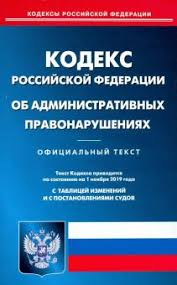 КОДЕКСЫ РОССИЙСКОЙ ФЕДЕРАЦИИ
КОДЕКС
РОССИЙСКОЙ ФЕДЕРАЦИИ
ОБ АДМИНИСТРАТИВНЫХ
ПРАВОНАРУШЕНИЯХ
ОФИЦИАЛЬНЫЙ ТЕКСТ
Текст Кодекса приводится
по состоянию на 1 ноября 2019 года
С ТАБЛИЦЕЙ ИЗМЕНЕНИЙ
И С ПОСТАНОВЛЕНИЯМИ СУДОВ